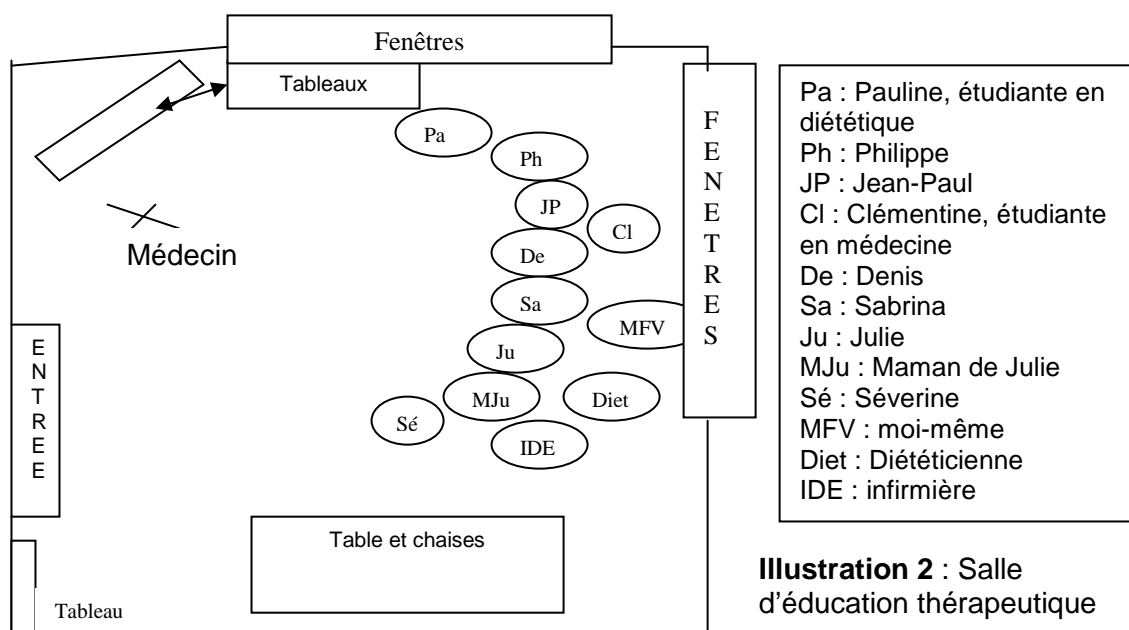 Fenêtres
Tableaux
Pa
Ph
JP
Cl
De
Médecin
Sa
MFV
Ju
MJu
Diet
Sé
IDE
FENETRES
ENTREE
Table et chaises
Tableau
Pa : Pauline, étudiante en
diététique
Ph : Philippe
JP : Jean-Paul
Cl : Clémentine, étudiante
en médecine
De : Denis
Sa : Sabrina
Ju : Julie
MJu : Maman de Julie
Sé : Séverine
MFV : moi-même
Diet : Diététicienne
IDE : infirmière
Illustration 2 : Salle
d'éducation thérapeutique